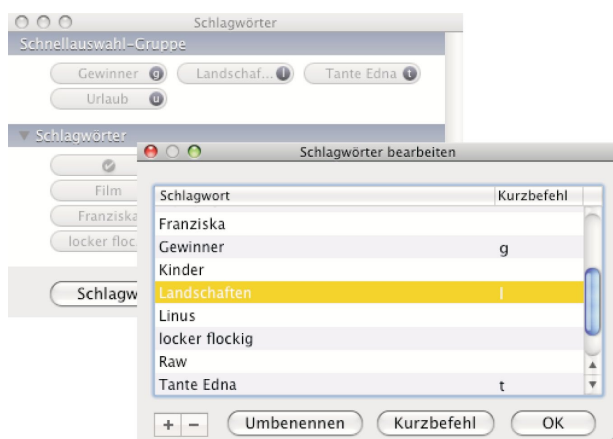 Schlagwörter
Schnellauswahl-Gruppe
Gewinner g Landschaf... l Tante Edna t
Urlaub u
Schlagwörter
Film
Franziska
locker floc
Schlagw
Schlagwörter bearbeiten
Schlagwort Kurzbefehl
Franziska
Gewinner g
Kinder
Landschaften l
Linus
locker flockig
Raw
Tante Edna t
+ − Umbenennen Kurzbefehl OK